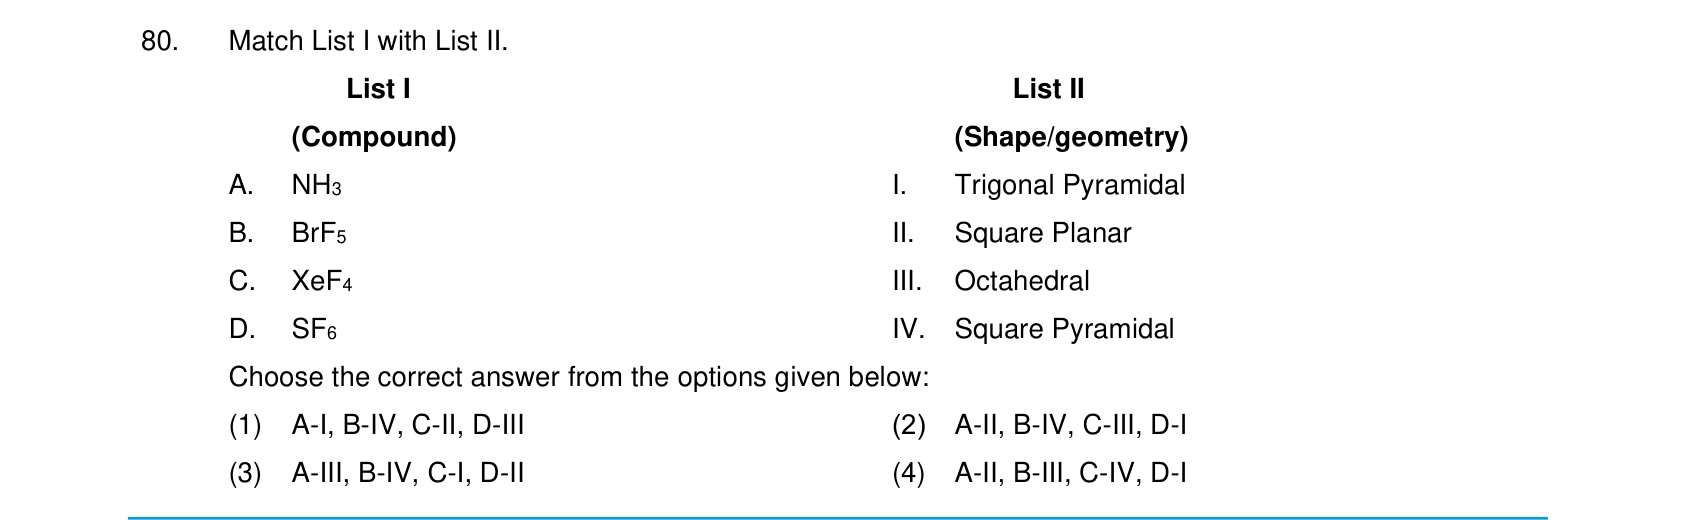 80. Match List I with List II.
List I List II
(Compound) (Shape/geometry)
A. NH3 I. Trigonal Pyramidal
B. BrF5 II. Square Planar
C. XeF4 III. Octahedral
D. SF6 IV. Square Pyramidal
Choose the correct answer from the options given below:
(1) A-I, B-IV, C-II, D-III (2) A-II, B-IV, C-III, D-I
(3) A-III, B-IV, C-I, D-II (4) A-II, B-III, C-IV, D-I